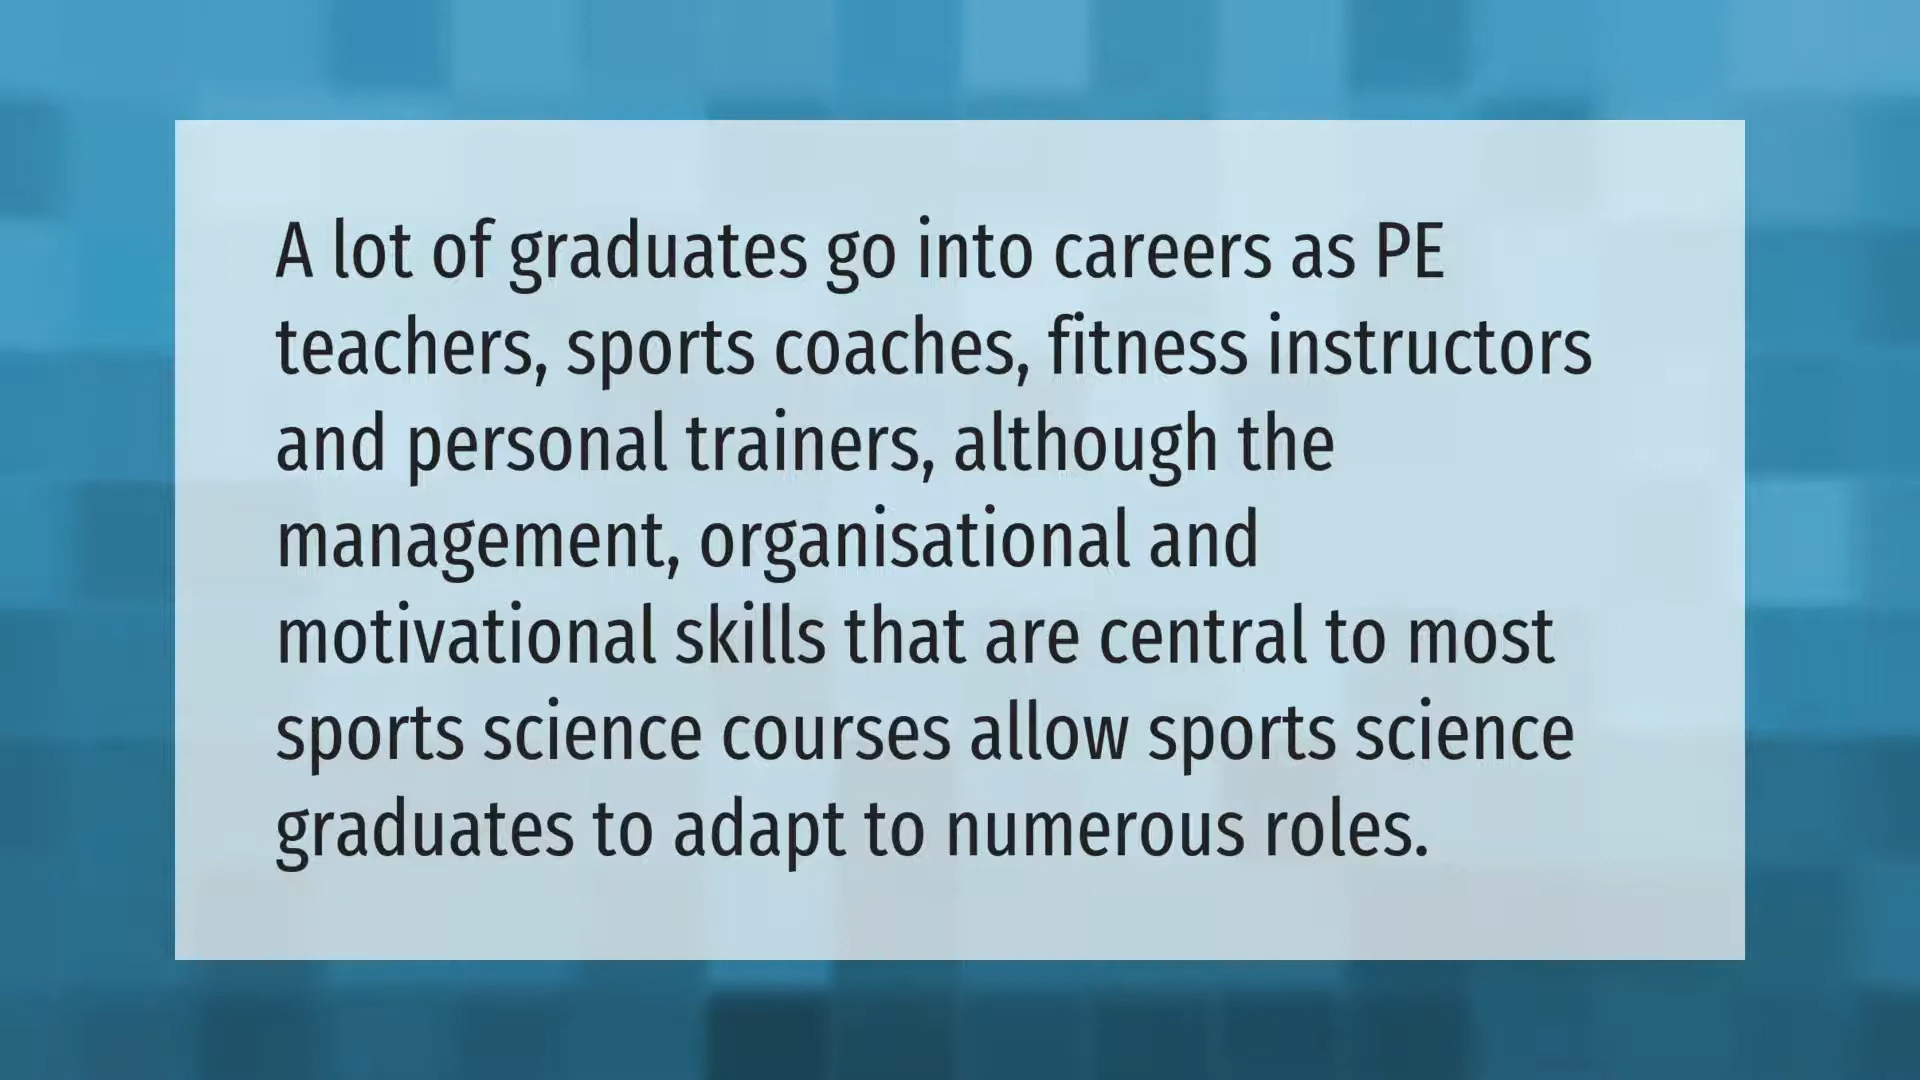 A lot of graduates go into careers as PE
teachers, sports coaches, fitness instructors
and personal trainers, although the
management, organisational and
motivational skills that are central to most
sports science courses allow sports science
graduates to adapt to numerous roles.